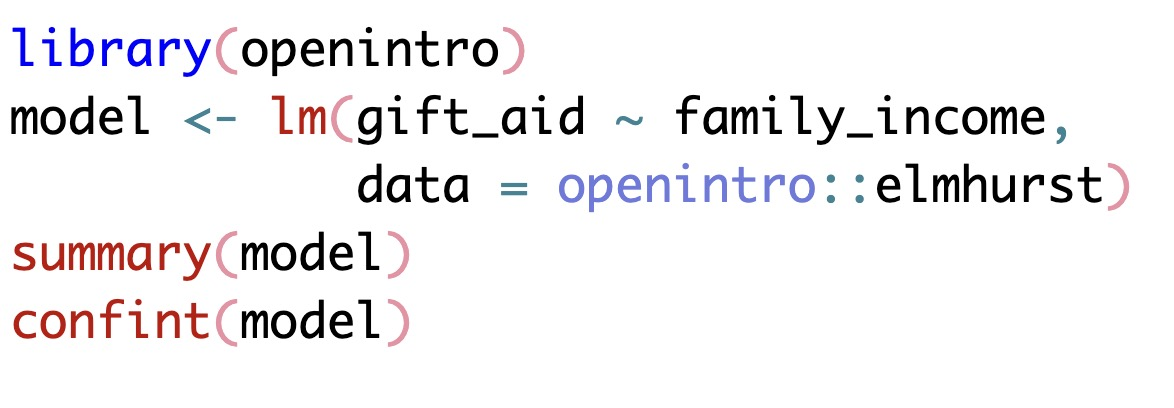 library(openintro)
model <- lm(gift_aid ~ family_income,
            data = openintro::elmhurst)
summary(model)
confint(model)